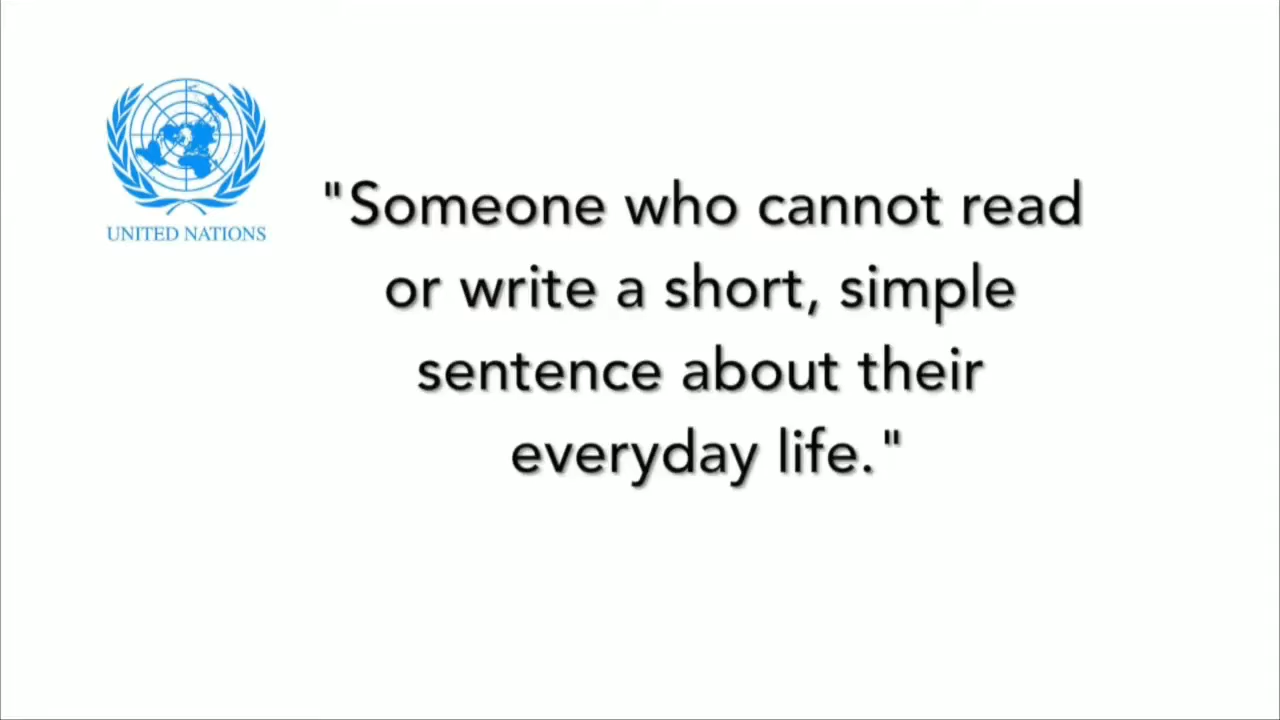 UNITED NATIONS
"Someone who cannot read
or write a short, simple
sentence about their
everyday life."